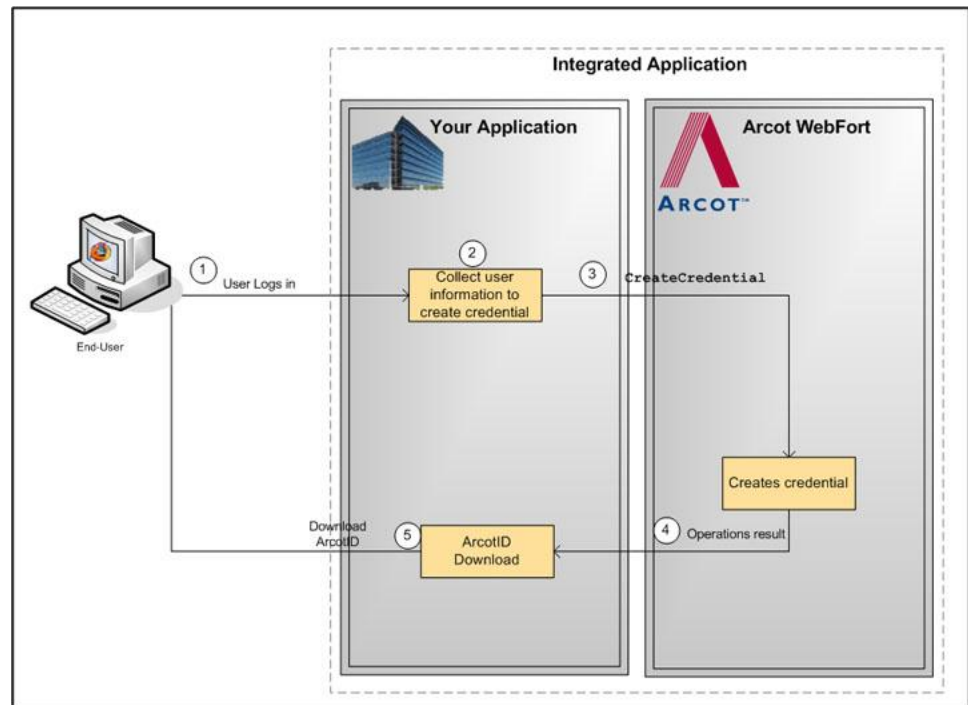 Integrated Application
Your Application
Arcot WebFort
ARCOT™
1
User Logs in
2
Collect user
information to
create credential
3
CreateCredential
End-User
Creates credential
4
Operations result
5
ArcotID
Download
Download
ArcotID